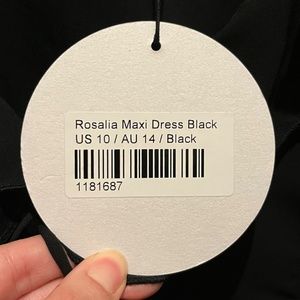 Rosalia Maxi Dress Black
US 10 / AU 14 / Black
1181687